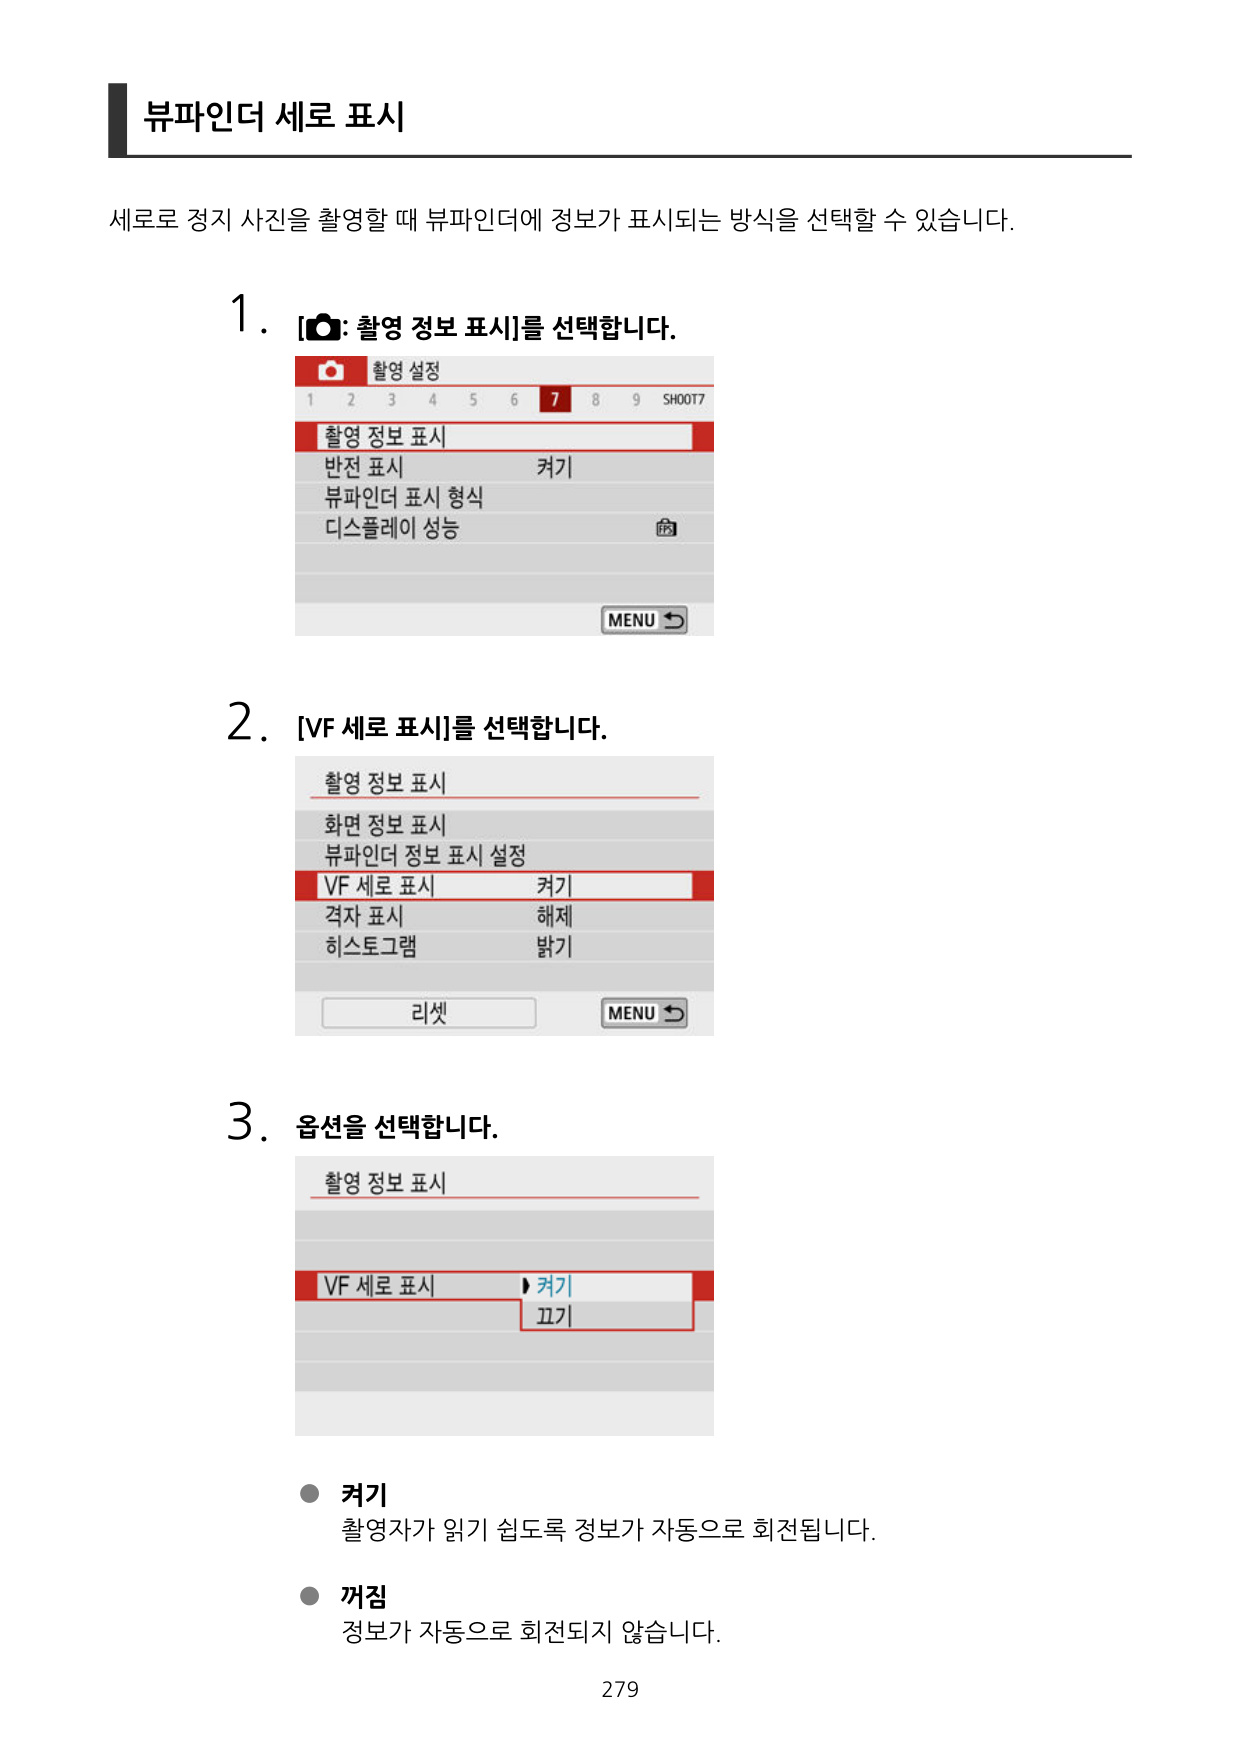 뷰파인더 세로 표시
세로로 정지 사진을 촬영할 때 뷰파인더에 정보가 표시되는 방식을 선택할 수 있습니다.
1. [: 촬영 정보 표시]를 선택합니다.
촬영 설정
1 2 3 4 5 6 7 8 9 SHOOT7
촬영 정보 표시
반전 표시 켜기
뷰파인더 표시 형식
디스플레이 성능 FPS
MENU
2. [VF 세로 표시]를 선택합니다.
촬영 정보 표시
화면 정보 표시
뷰파인더 정보 표시 설정
VF 세로 표시 켜기
격자 표시 해제
히스토그램 밝기
리셋 MENU
3. 옵션을 선택합니다.
촬영 정보 표시
VF 세로 표시 켜기
끄기
● 켜기
촬영자가 읽기 쉽도록 정보가 자동으로 회전됩니다.
● 꺼짐
정보가 자동으로 회전되지 않습니다.
279